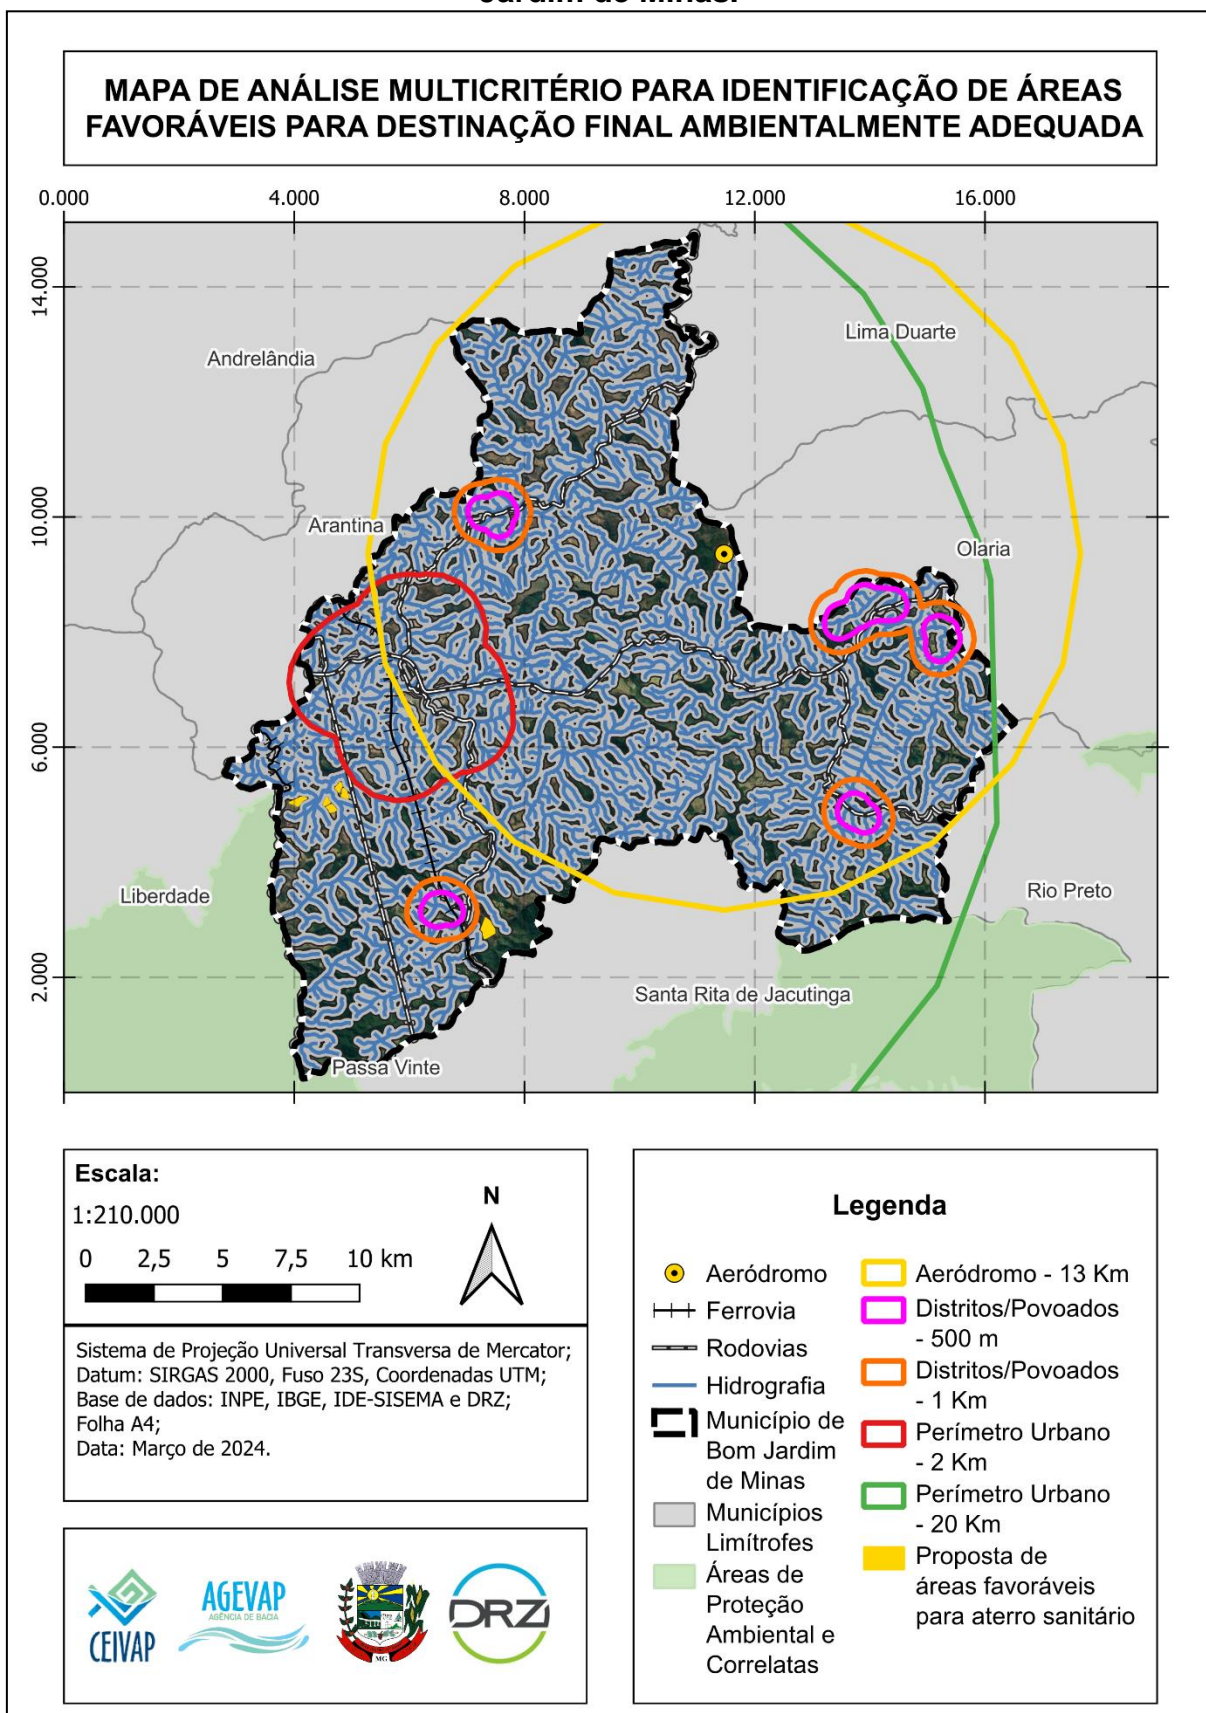 Jardim de Minas.
MAPA DE ANÁLISE MULTICRITÉRIO PARA IDENTIFICAÇÃO DE ÁREAS
FAVORÁVEIS PARA DESTINAÇÃO FINAL AMBIENTALMENTE ADEQUADA
0.000 4.000 8.000 12.000 16.000
14.000
10.000
6.000
2.000
Lima Duarte
Andrelândia
Arantina
Olaria
Liberdade
Rio Preto
Santa Rita de Jacutinga
Passa Vinte
Escala:
1:210.000
0 2,5 5 7,5 10 km
N
Sistema de Projeção Universal Transversa de Mercator;
Datum: SIRGAS 2000, Fuso 23S, Coordenadas UTM;
Base de dados: INPE, IBGE, IDE-SISEMA e DRZ;
Folha A4;
Data: Março de 2024.
CEIVAP
AGEVAP
AGÊNCIA DE BACIA
MG
DRZ
Legenda
Aeródromo
Ferrovia
Rodovias
Hidrografia
Município de
Bom Jardim
de Minas
Municípios
Limítrofes
Áreas de
Proteção
Ambiental e
Correlatas
Aeródromo - 13 Km
Distritos/Povoados
- 500 m
Distritos/Povoados
- 1 Km
Perímetro Urbano
- 2 Km
Perímetro Urbano
- 20 Km
Proposta de
áreas favoráveis
para aterro sanitário